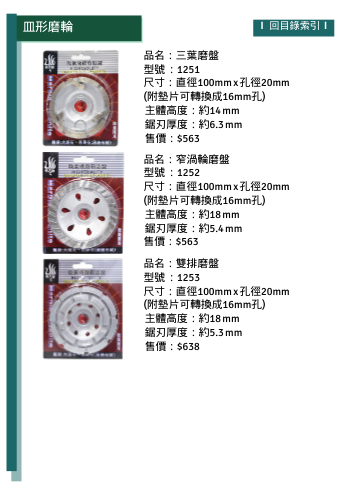 皿形磨輪
回目錄索引
品名：三葉磨盤
型號：1251
尺寸：直徑100mmx孔徑20mm
(附墊片可轉換成16mm孔)
主體高度：約14mm
鋸刃厚度：約6.3mm
售價：$563
品名：窄渦輪磨盤
型號：1252
尺寸：直徑100mmx孔徑20mm
(附墊片可轉換成16mm孔)
主體高度：約18mm
鋸刃厚度：約5.4mm
售價：$563
品名：雙排磨盤
型號：1253
尺寸：直徑100mmx孔徑20mm
(附墊片可轉換成16mm孔)
主體高度：約18mm
鋸刃厚度：約5.3mm
售價：$638